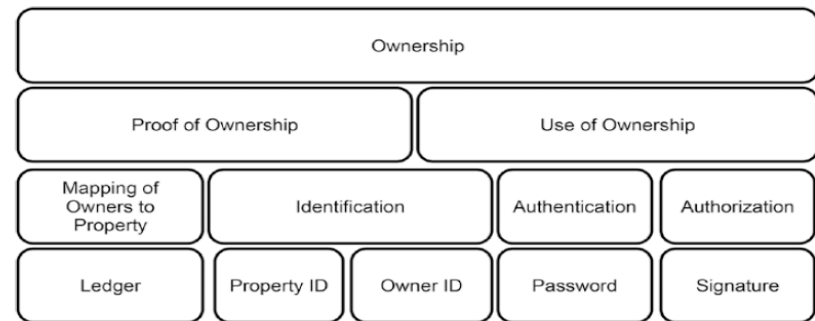 Ownership
Proof of Ownership
Use of Ownership
Mapping of
Owners to
Property
Identification
Authentication
Authorization
Ledger
Property ID
Owner ID
Password
Signature